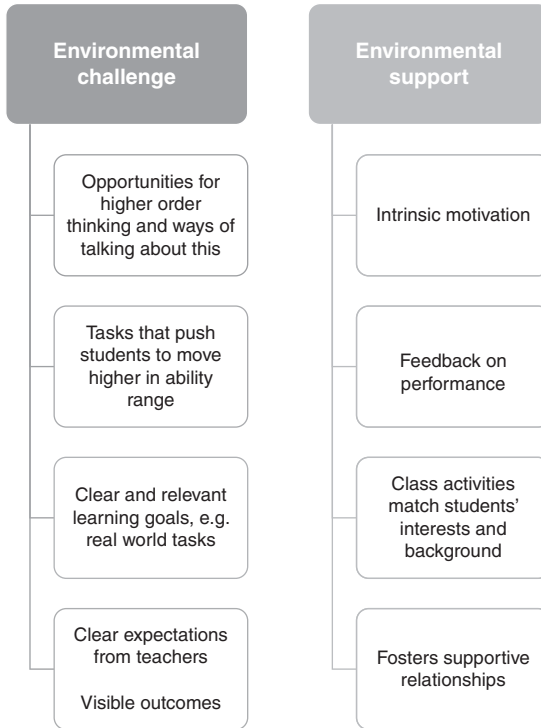 Environmental
challenge
Opportunities for
higher order
thinking and ways of
talking about this
Tasks that push
students to move
higher in ability
range
Clear and relevant
learning goals, e.g.
real world tasks
Clear expectations
from teachers
Visible outcomes
Environmental
support
Intrinsic motivation
Feedback on
performance
Class activities
match students’
interests and
background
Fosters supportive
relationships